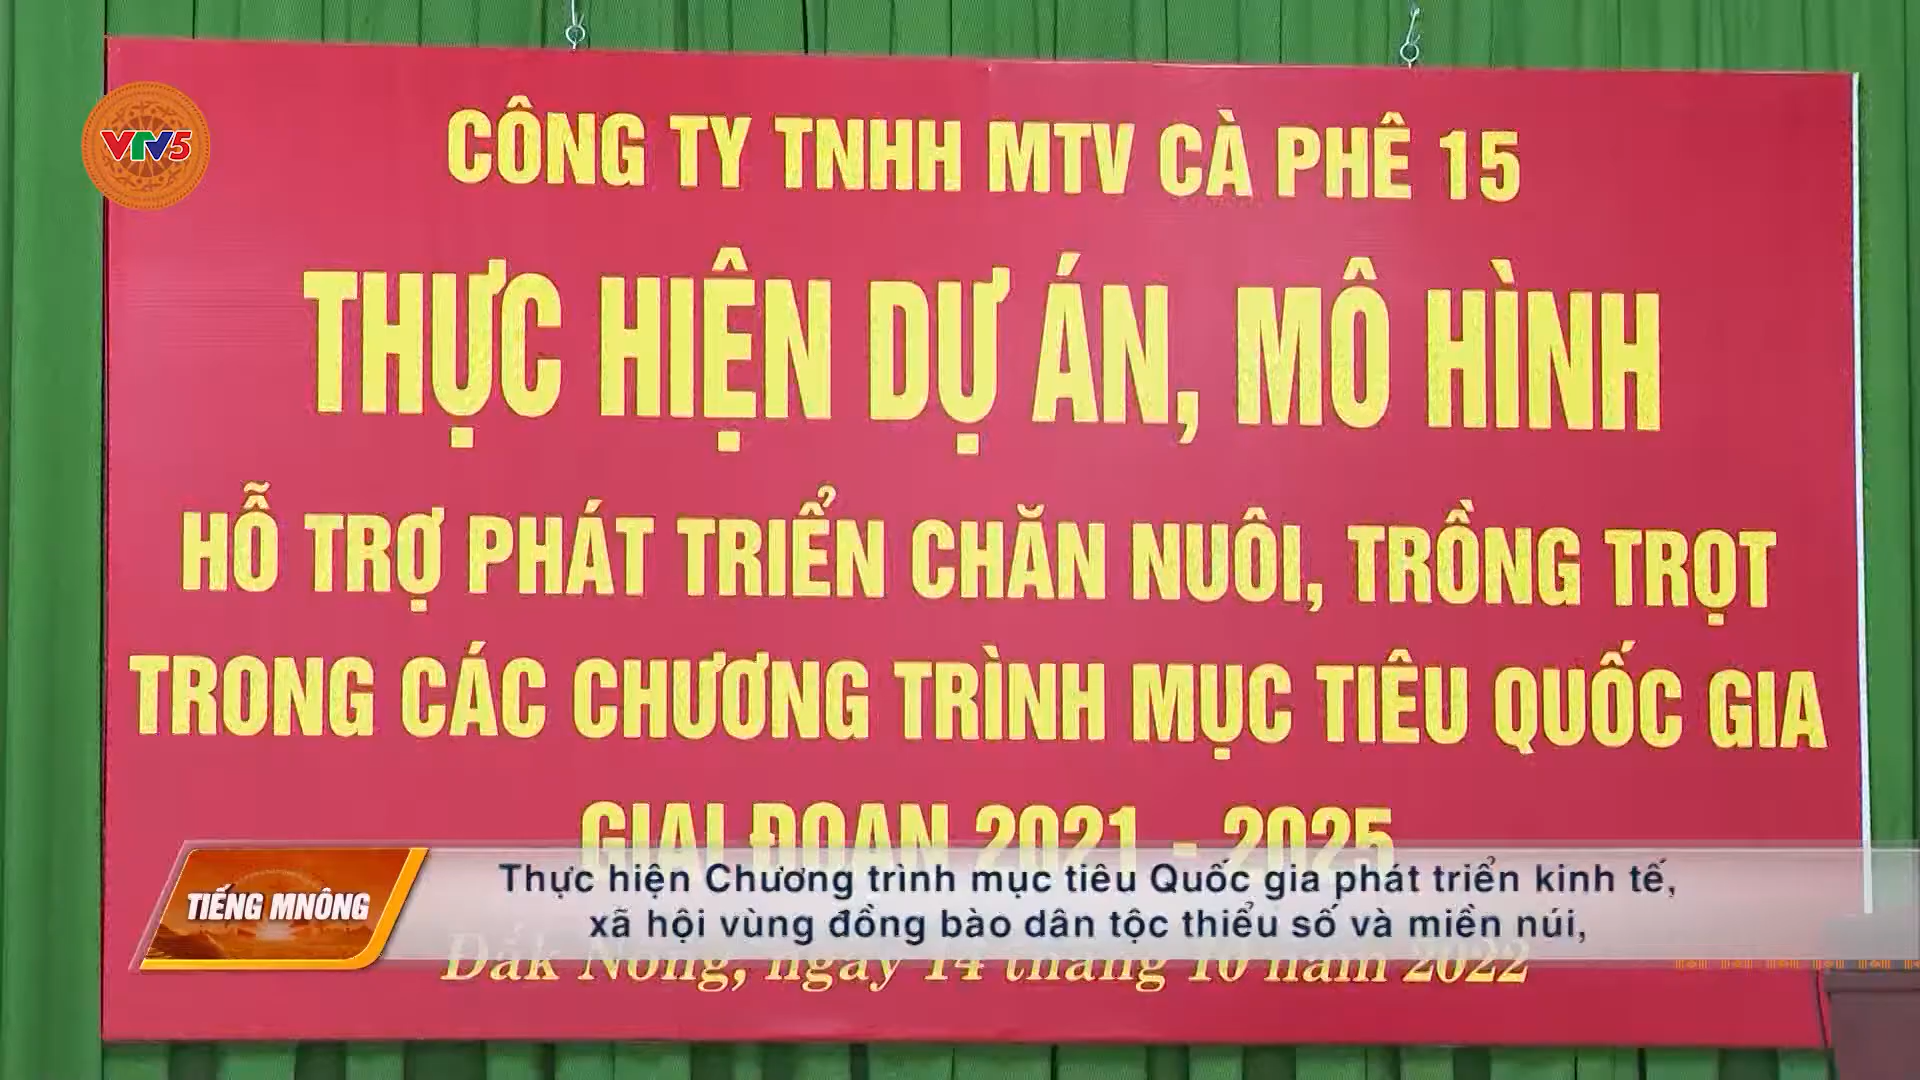 VTV5
CÔNG TY TNHH MTV CÀ PHÊ 15
THỰC HIỆN DỰ ÁN, MÔ HÌNH
HỖ TRỢ PHÁT TRIỂN CHĂN NUÔI, TRỒNG TRỌT
TRONG CÁC CHƯƠNG TRÌNH MỤC TIÊU QUỐC GIA
GIAI ĐOẠN 2021 - 2025
TIẾNG MNÔNG
Thực hiện Chương trình mục tiêu Quốc gia phát triển kinh tế,
xã hội vùng đồng bào dân tộc thiểu số và miền núi,
Đắk Nông, ngày 14 tháng 10 năm 2022